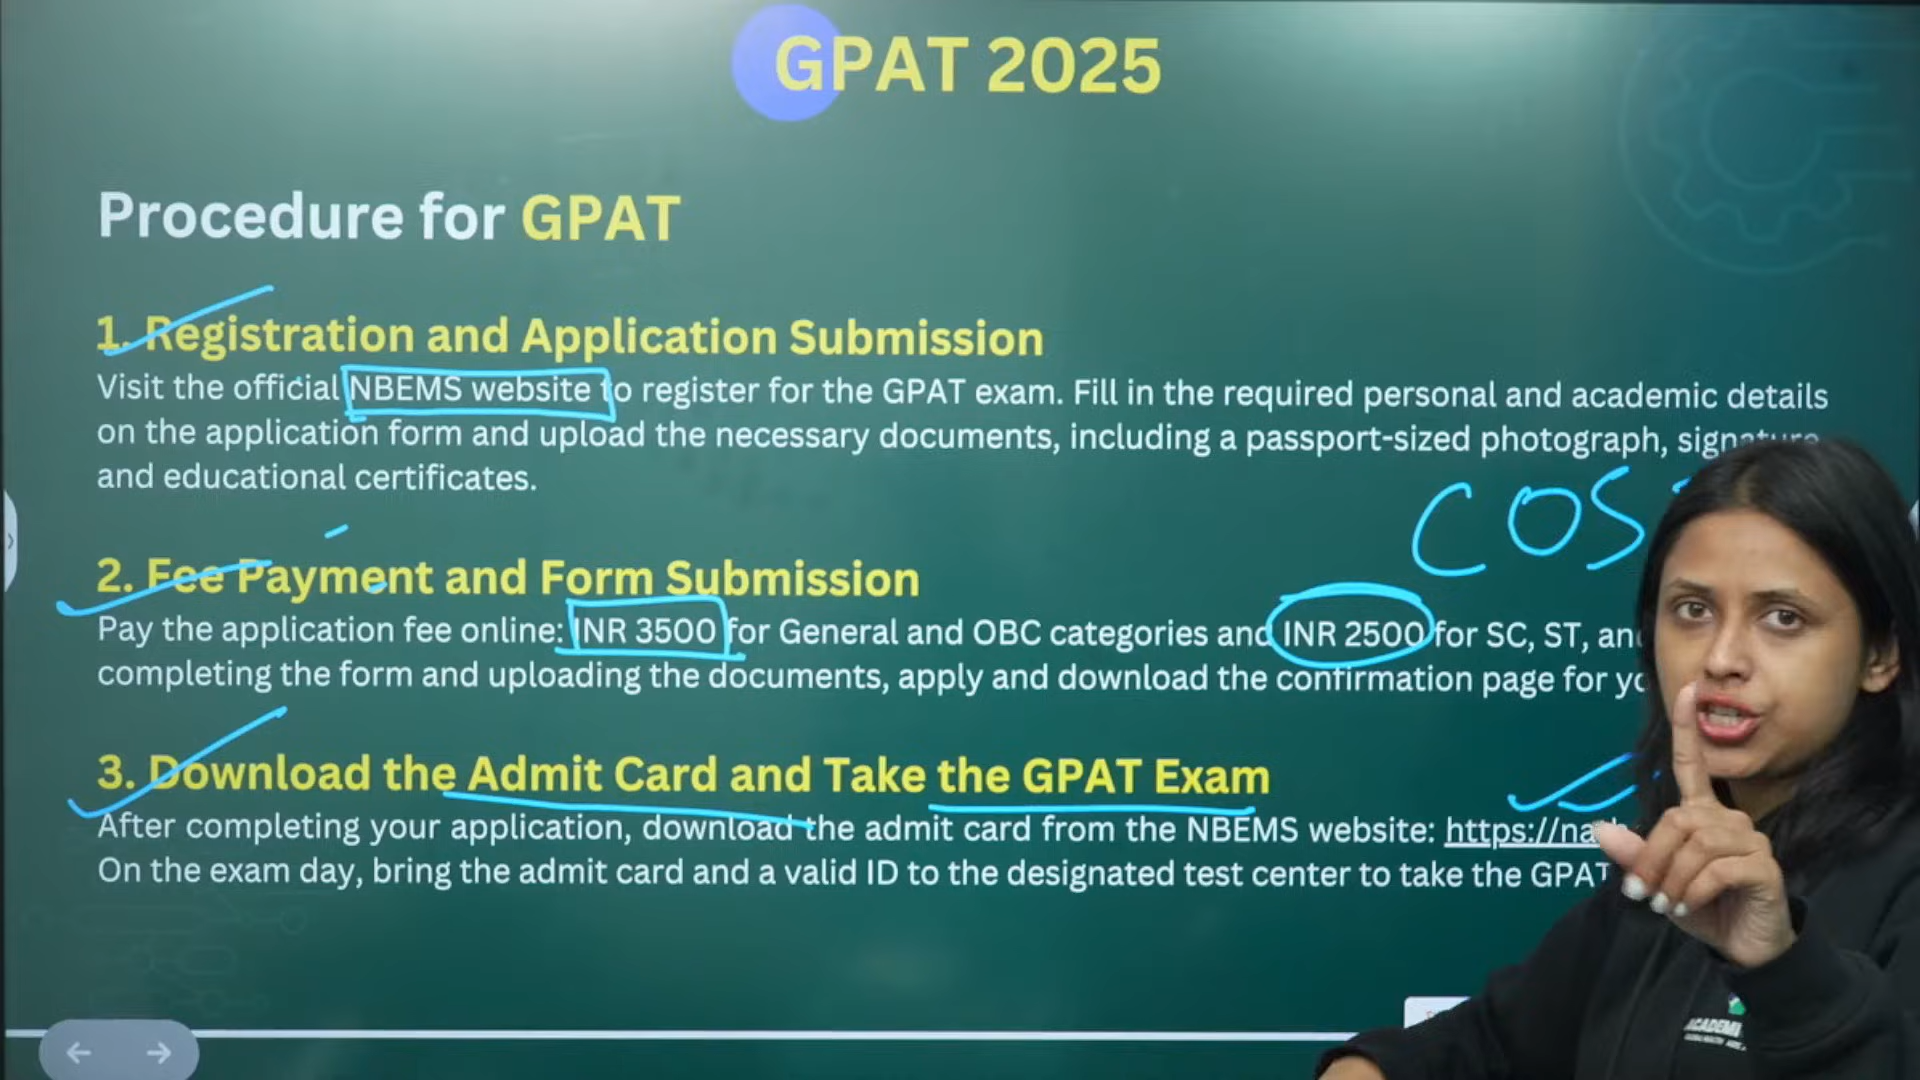 GPAT 2025
Procedure for GPAT
1. Registration and Application Submission
Visit the official NBEMS website to register for the GPAT exam. Fill in the required personal and academic details
on the application form and upload the necessary documents, including a passport-sized photograph, signature
and educational certificates.
COS
2. Fee Payment and Form Submission
Pay the application fee online: INR 3500 for General and OBC categories and INR 2500 for SC, ST, and
completing the form and uploading the documents, apply and download the confirmation page for
3. Download the Admit Card and Take the GPAT Exam
After completing your application, download the admit card from the NBEMS website: https://na
On the exam day, bring the admit card and a valid ID to the designated test center to take the GPAT